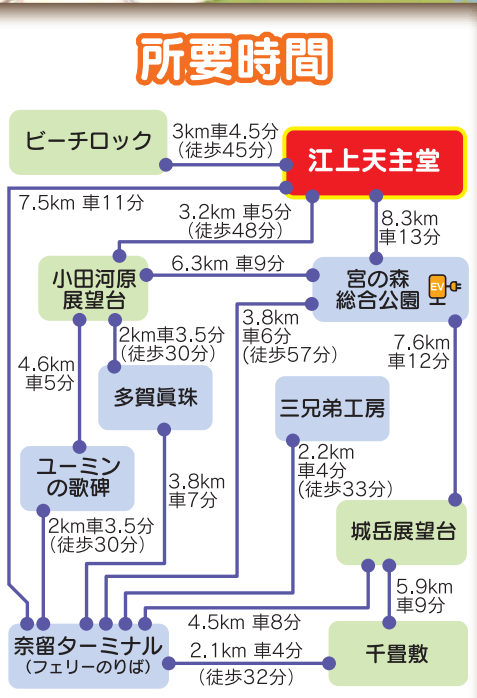 所要時間
ビーチロック
3km車4.5分
(徒歩45分)
江上天主堂
7.5km 車11分
3.2km 車5分
(徒歩48分)
8.3km
車13分
小田河原
展望台
6.3km 車9分
宮の森
総合公園
EV
2km車3.5分
(徒歩30分)
3.8km
車6分
(徒歩57分)
7.6km
車12分
4.6km
車5分
多賀眞珠
三兄弟工房
ユーミン
の歌碑
3.8km
車7分
2.2km
車4分
(徒歩33分)
2km車3.5分
(徒歩30分)
城岳展望台
5.9km
車9分
4.5km 車8分
奈留ターミナル
(フェリーのりば)
2.1km 車4分
(徒歩32分)
千畳敷